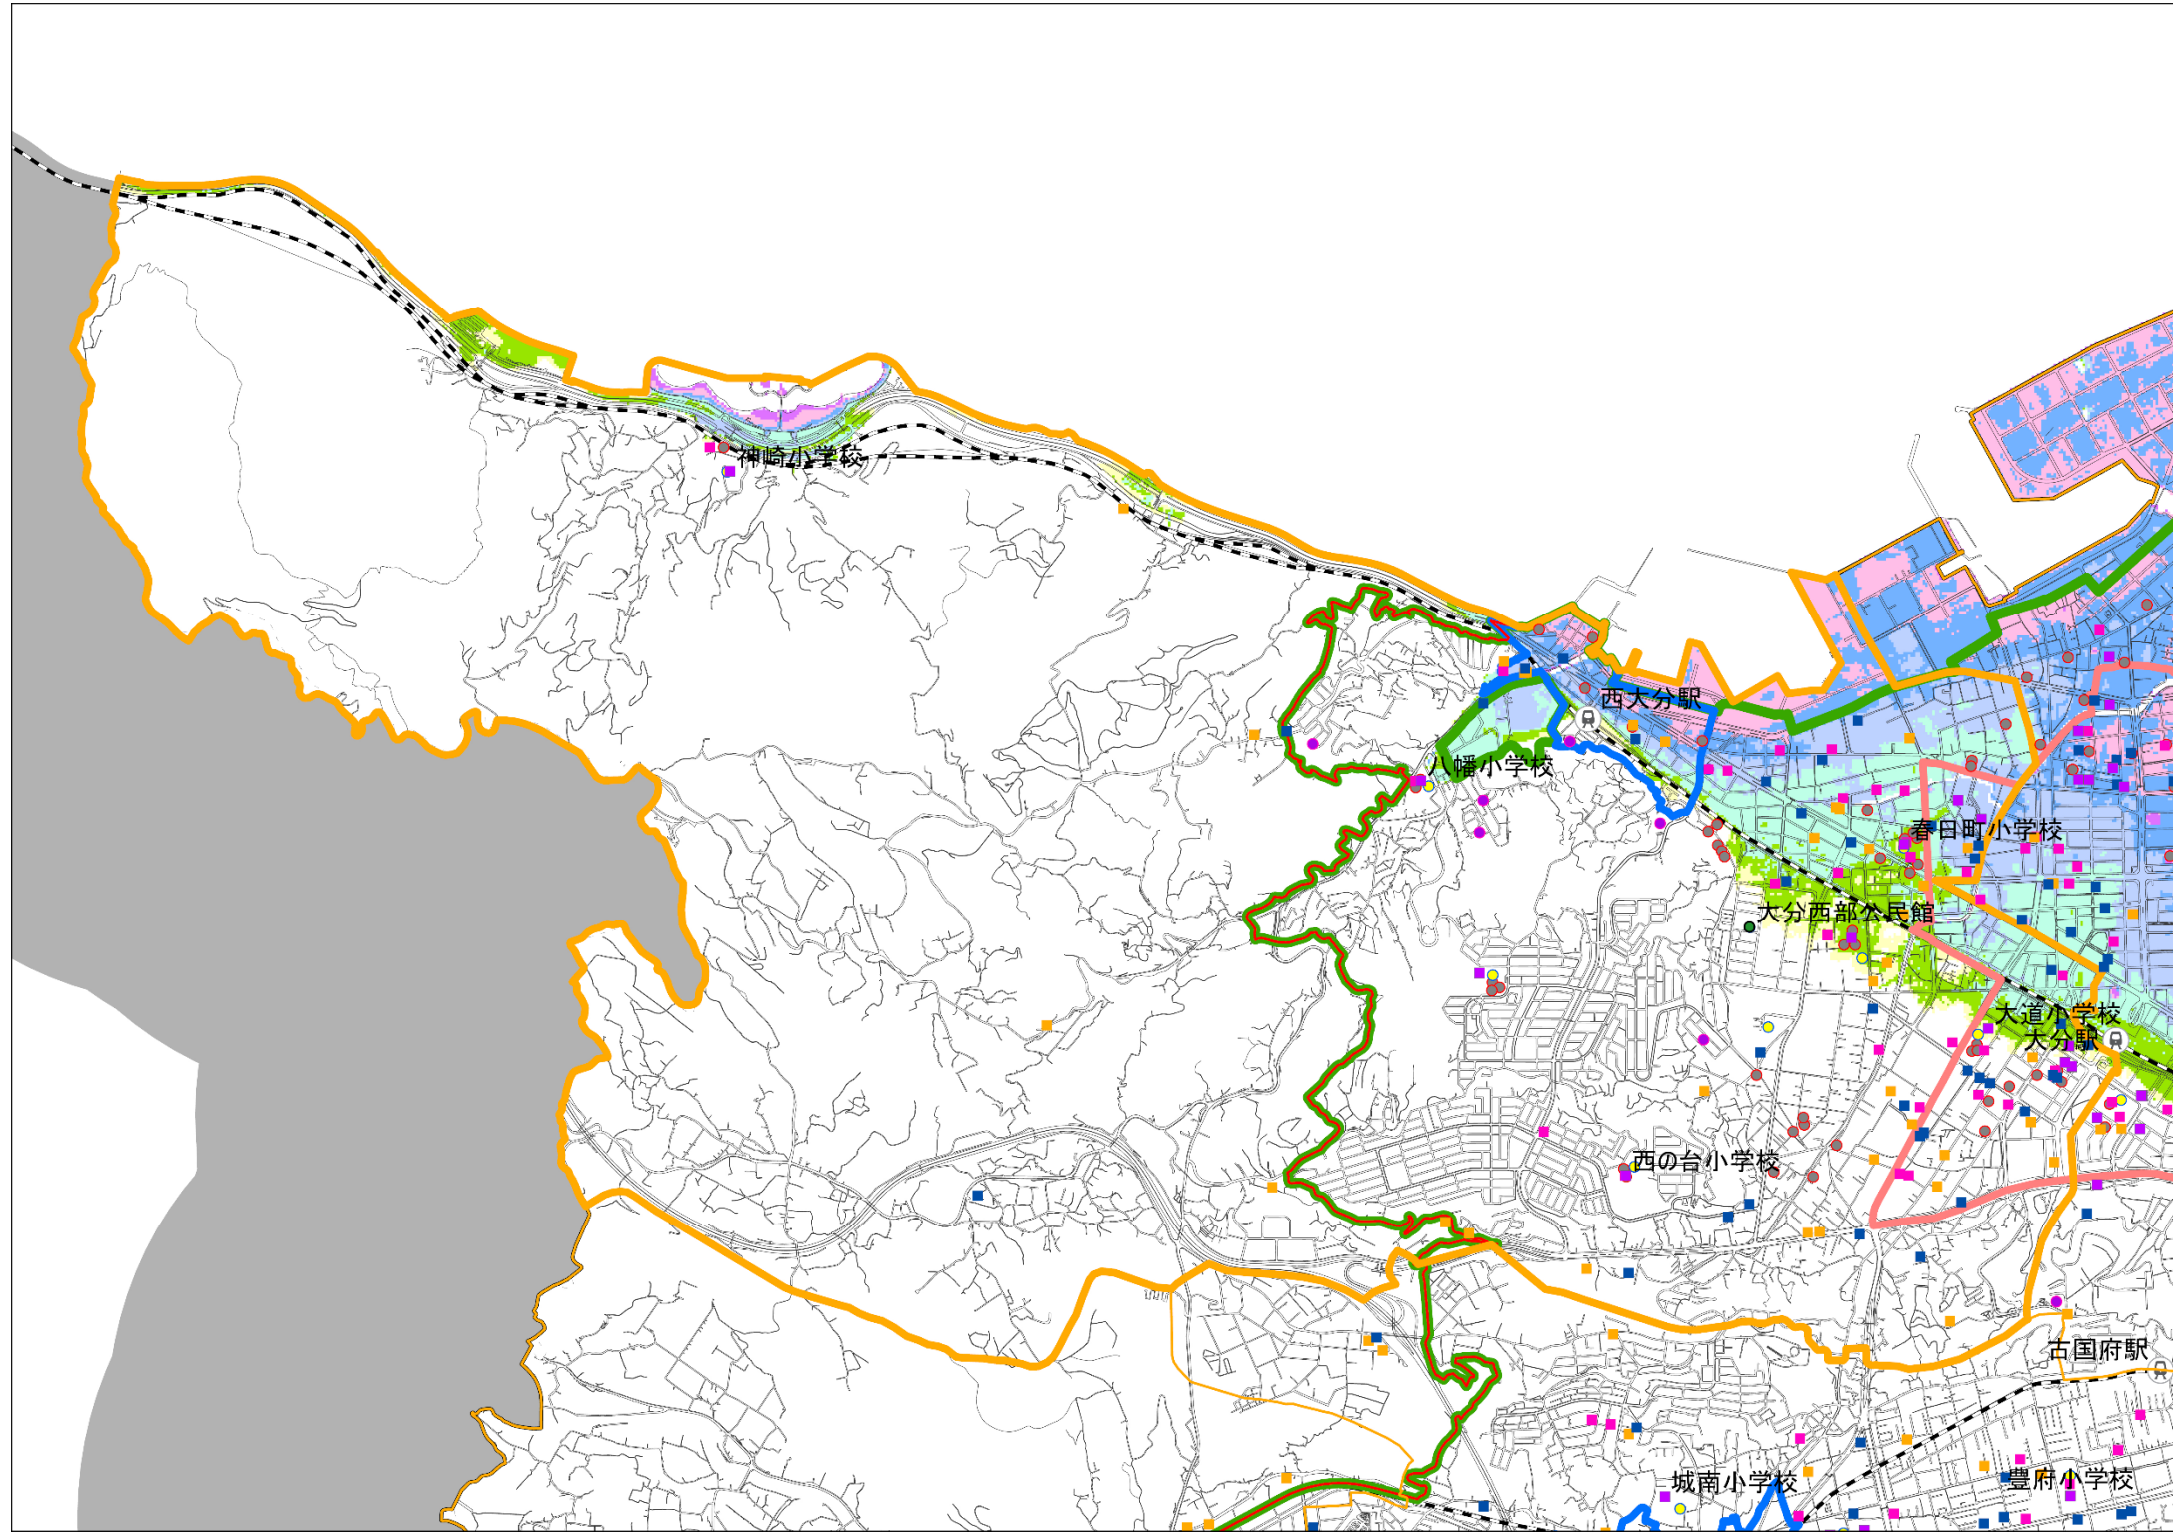 神崎小学校
西大分駅
八幡小学校
春日町小学校
大分西部公民館
大道小学校
大分駅
西の台小学校
古国府駅
城南小学校
豊府小学校